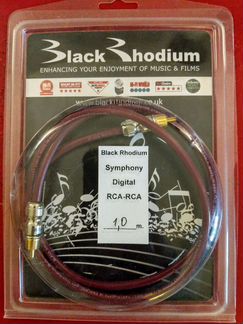 Black Rhodium
ENHANCING YOUR ENJOYMENT OF MUSIC & FILMS
www.blackrhodium.co.uk
Black Rhodium
Symphony
Digital
RCA-RCA
1,0 m